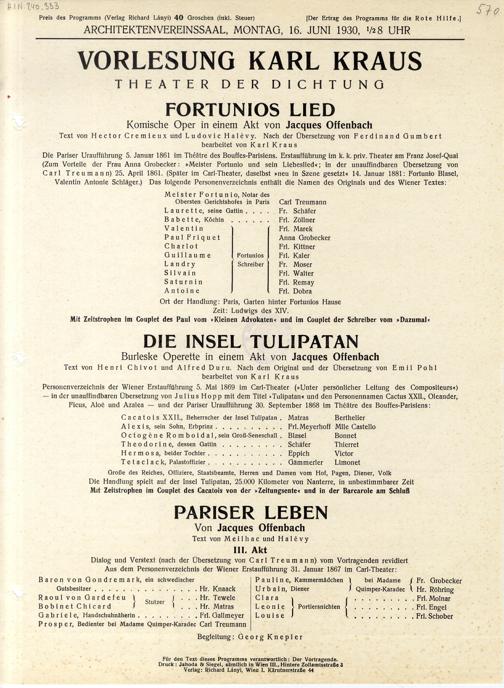 H.I.N. 240.353
570.
Preis des Programms (Verlag Richard Lányi) 40 Groschen (inkl. Steuer) [Der Ertrag des Programms für die Rote Hilfe.]
ARCHITEKTENVEREINSSAAL, MONTAG, 16. JUNI 1930, ½8 UHR
VORLESUNG KARL KRAUS
THEATER DER DICHTUNG
FORTUNIOS LIED
Komische Oper in einem Akt von Jacques Offenbach
Text von Hector Cremieux und Ludovic Halévy. Nach der Übersetzung von Ferdinand Gumbert
bearbeitet von Karl Kraus
Die Pariser Uraufführung 5. Januar 1861 im Théâtre des Bouffes-Parisiens. Erstaufführung im k. k. priv. Theater am Franz Josef-Quai
(Zum Vorteile der Frau Anna Grobecker: »Meister Fortunio und sein Liebeslied«; in der unauffindbaren Übersetzung von
Carl Treumann) 25. April 1861. (Später im Carl-Theater, daselbst »neu in Szene gesetzt« 14. Januar 1881: Fortunio Blasel,
Valentin Antonie Schläger.) Das folgende Personenverzeichnis enthält die Namen des Originals und des Wiener Textes:
Meister Fortunio, Notar des
Obersten Gerichtshofes in Paris Carl Treumann
Laurette, seine Gattin . . . . Fr. Schäfer
Babette, Köchin . . . . . . Frl. Zöllner
Valentin Frl. Marek
Paul Friquet Anna Grobecker
Charlot Frl. Kittner
Guillaume Fortunios Frl. Kaler
Landry Schreiber Fr. Moser
Silvain Frl. Walter
Saturnin Frl. Remay
Antoine Frl. Dobra
Ort der Handlung: Paris, Garten hinter Fortunios Hause
Zeit: Ludwigs des XIV.
Mit Zeitstrophen im Couplet des Paul vom »Kleinen Advokaten« und im Couplet der Schreiber vom »Dazumal«
DIE INSEL TULIPATAN
Burleske Operette in einem Akt von Jacques Offenbach
Text von Henri Chivot und Alfred Duru. Nach dem Original und der Übersetzung von Emil Pohl
bearbeitet von Karl Kraus
Personenverzeichnis der Wiener Erstaufführung 5. Mai 1869 im Carl-Theater (»Unter persönlicher Leitung des Compositeurs«)
— in der unauffindbaren Übersetzung von Julius Hopp mit dem Titel »Tulipatan« und den Personennamen Cactus XXII., Oleander,
Ficus, Aloë und Azalea — und der Pariser Uraufführung 30. September 1868 im Théâtre des Bouffes-Parisiens:
Cacatois XXII., Beherrscher der Insel Tulipatan . Matras Berthelier
Alexis, sein Sohn, Erbprinz . . . . . . . . . Frl. Meyerhoff Mlle Castello
Octogène Romboidal, sein Groß-Seneschall . Blasel Bonnet
Theodorine, dessen Gattin . . . . . . . . . Schäfer Thierret
Hermosa, beider Tochter . . . . . . . . . . Eppich Victor
Tetaclack, Palastoffizier . . . . . . . . . . Gämmerler Limonet
Große des Reiches, Offiziere, Staatsbeamte, Herren und Damen vom Hof, Pagen, Diener, Volk
Die Handlung spielt auf der Insel Tulipatan, 25.000 Kilometer von Nanterre, in unbestimmbarer Zeit
Mit Zeitstrophen im Couplet des Cacatois von der »Zeitungsente« und in der Barcarole am Schluß
PARISER LEBEN
Von Jacques Offenbach
Text von Meilhac und Halévy
III. Akt
Dialog und Verstext (nach der Übersetzung von Carl Treumann) vom Vortragenden revidiert
Aus dem Personenverzeichnis der Wiener Erstaufführung 31. Januar 1867 im Carl-Theater:
Baron von Gondremark, ein schwedischer
Gutsbesitzer . . . . . . . . . . . . Hr. Knaack
Raoul von Gardefeu Stutzer . . . . . Hr. Tewele
Bobinet Chicard . . . . . Hr. Matras
Gabriele, Handschuhnäherin . . . . . . Frl. Gallmeyer
Prosper, Bedienter bei Madame Quimper-Karadec Carl Treumann
Pauline, Kammermädchen bei Madame Fr. Grobecker
Urbain, Diener Quimper-Karadec Hr. Röhring
Clara . . . . . Frl. Molnar
Leonie Portiersnichten . . . . . Frl. Engel
Louise . . . . . Frl. Schober
Begleitung: Georg Knepler
Für den Text dieses Programms verantwortlich: Der Vortragende.
Druck: Jahoda & Siegel, sämtlich in Wien III., Hintere Zollamtsstraße 3
Verlag: Richard Lányi, Wien I. Kärntnerstraße 44